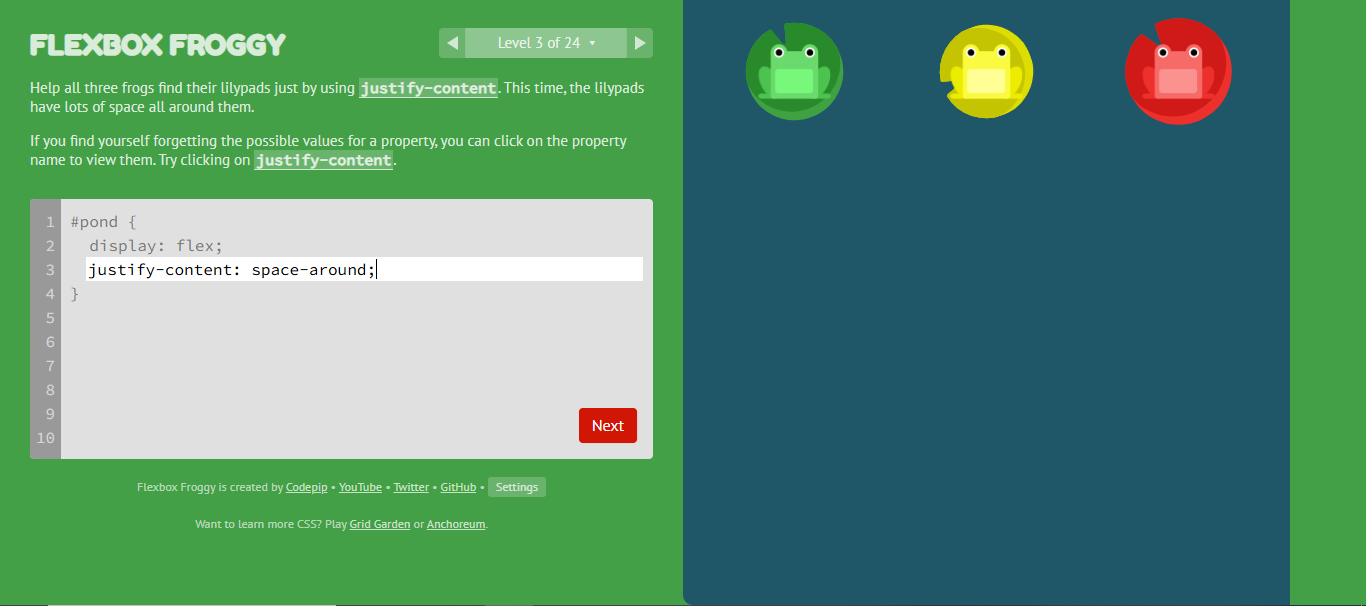 FLEXBOX FROGGY
◀ Level 3 of 24 ▾ ▶
Help all three frogs find their lilypads just by using justify-content. This time, the lilypads
have lots of space all around them.
If you find yourself forgetting the possible values for a property, you can click on the property
name to view them. Try clicking on justify-content.
1 #pond {
2 display: flex;
3 justify-content: space-around;
4 }
5
6
7
8
9
10
Next
Flexbox Froggy is created by Codepip • YouTube • Twitter • GitHub • Settings
Want to learn more CSS? Play Grid Garden or Anchoreum.